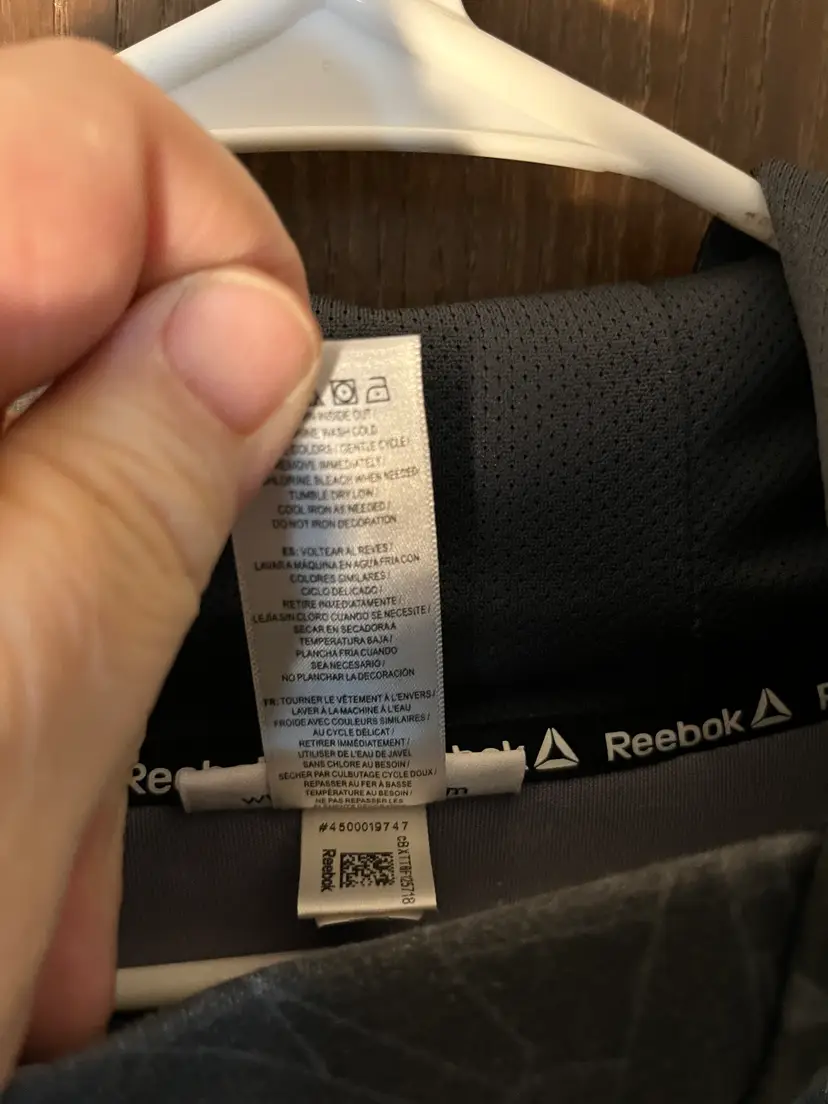 INSIDE OUT /
WASH COLD
COLORS / GENTLE CYCLE /
REMOVE IMMEDIATELY /
CHLORINE BLEACH WHEN NEEDED /
TUMBLE DRY LOW /
COOL IRON AS NEEDED /
DO NOT IRON DECORATION
ES: VOLTEAR AL REVES /
LAVAR A MÁQUINA EN AGUA FRIA CON
COLORES SIMILARES /
CICLO DELICADO /
RETIRE INMEDIATAMENTE /
LEJÍA SIN CLORO CUANDO SE NECESITE /
SECAR EN SECADORA A
TEMPERATURA BAJA /
PLANCHA FRIA CUANDO
SEA NECESARIO /
NO PLANCHAR LA DECORACIÓN
FR: TOURNER LE VÊTEMENT À L'ENVERS /
LAVER À LA MACHINE À L'EAU
FROIDE AVEC COULEURS SIMILAIRES /
AU CYCLE DÉLICAT /
RETIRER IMMÉDIATEMENT /
UTILISER DE L'EAU DE JAVEL
SANS CHLORE AU BESOIN /
SÉCHER PAR CULBUTAGE CYCLE DOUX /
REPASSER AU FER À BASSE
TEMPÉRATURE AU BESOIN /
NE PAS REPASSER LES
Reebok
#4500019747
Reebok